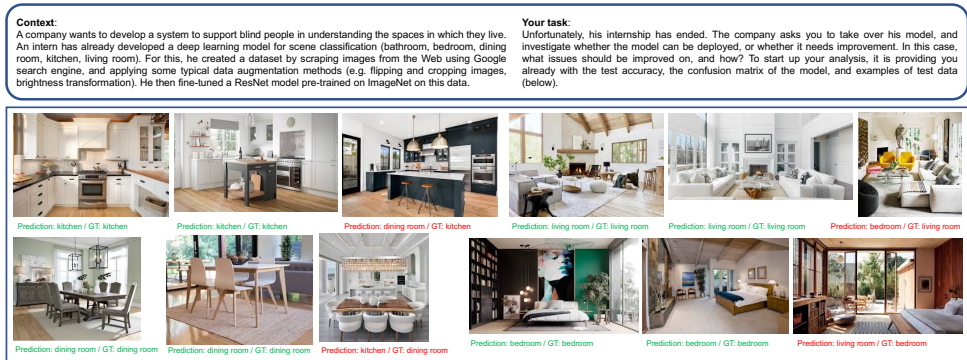 Context:
A company wants to develop a system to support blind people in understanding the spaces in which they live.
An intern has already developed a deep learning model for scene classification (bathroom, bedroom, dining
room, kitchen, living room). For this, he created a dataset by scraping images from the Web using Google
search engine, and applying some typical data augmentation methods (e.g. flipping and cropping images,
brightness transformation). He then fine-tuned a ResNet model pre-trained on ImageNet on this data.
Your task:
Unfortunately, his internship has ended. The company asks you to take over his model, and
investigate whether the model can be deployed, or whether it needs improvement. In this case,
what issues should be improved on, and how? To start up your analysis, it is providing you
already with the test accuracy, the confusion matrix of the model, and examples of test data
(below).
Prediction: kitchen / GT: kitchen
Prediction: kitchen / GT: kitchen
Prediction: dining room / GT: kitchen
Prediction: living room / GT: living room
Prediction: living room / GT: living room
Prediction: bedroom / GT: living room
Prediction: dining room / GT: dining room
Prediction: dining room / GT: dining room
Prediction: kitchen / GT: dining room
Prediction: bedroom / GT: bedroom
Prediction: bedroom / GT: bedroom
Prediction: living room / GT: bedroom